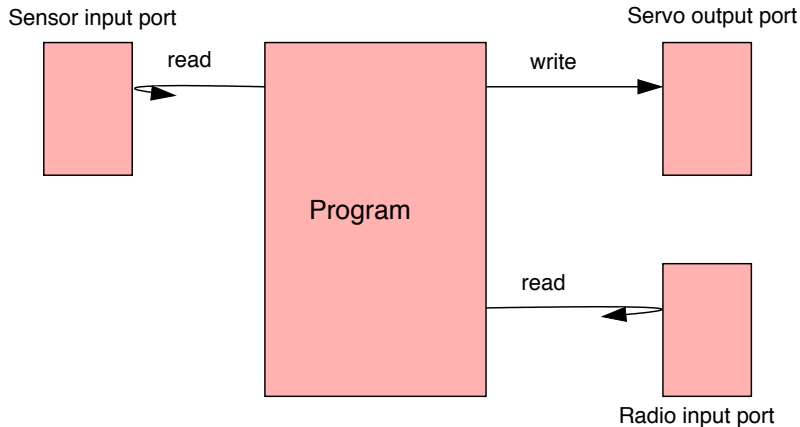 Sensor input port
Servo output port
read
write
Program
read
Radio input port